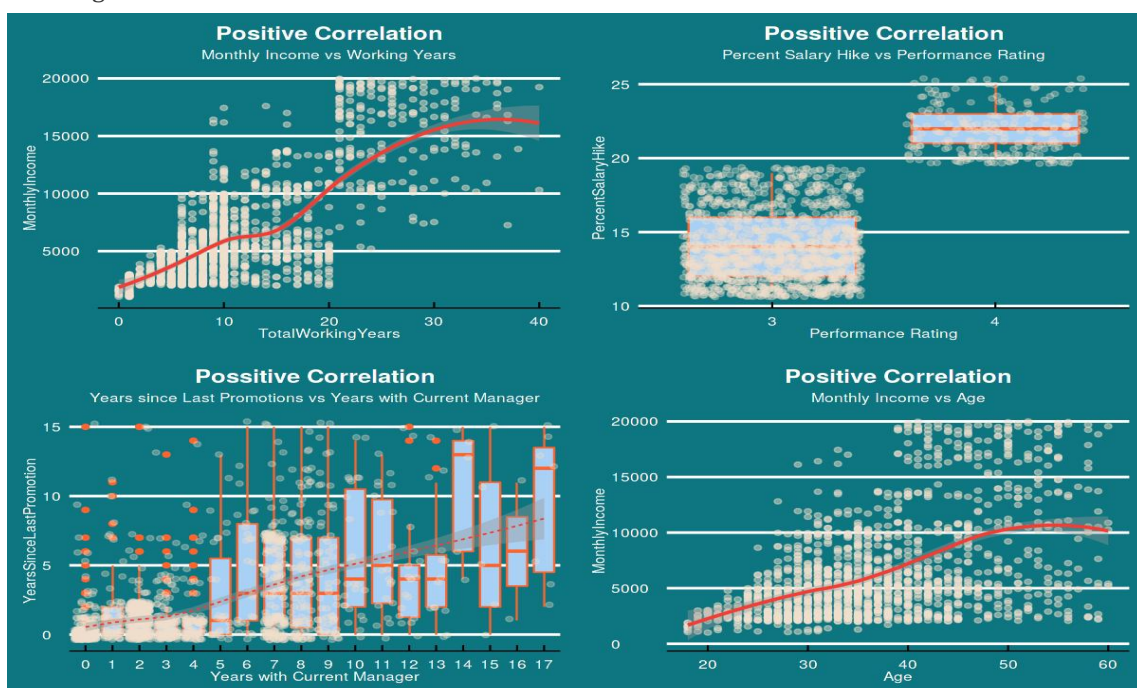 Positive Correlation
Monthly Income vs Working Years
20000
15000
10000
5000
MonthlyIncome
0 10 20 30 40
TotalWorkingYears
Possitive Correlation
Percent Salary Hike vs Performance Rating
25
20
15
10
PercentSalaryHike
3 4
Performance Rating
Possitive Correlation
Years since Last Promotions vs Years with Current Manager
15
10
5
0
YearsSinceLastPromotion
0 1 2 3 4 5 6 7 8 9 10 11 12 13 14 15 16 17
Years with Current Manager
Positive Correlation
Monthly Income vs Age
20000
15000
10000
5000
0
MonthlyIncome
20 30 40 50 60
Age